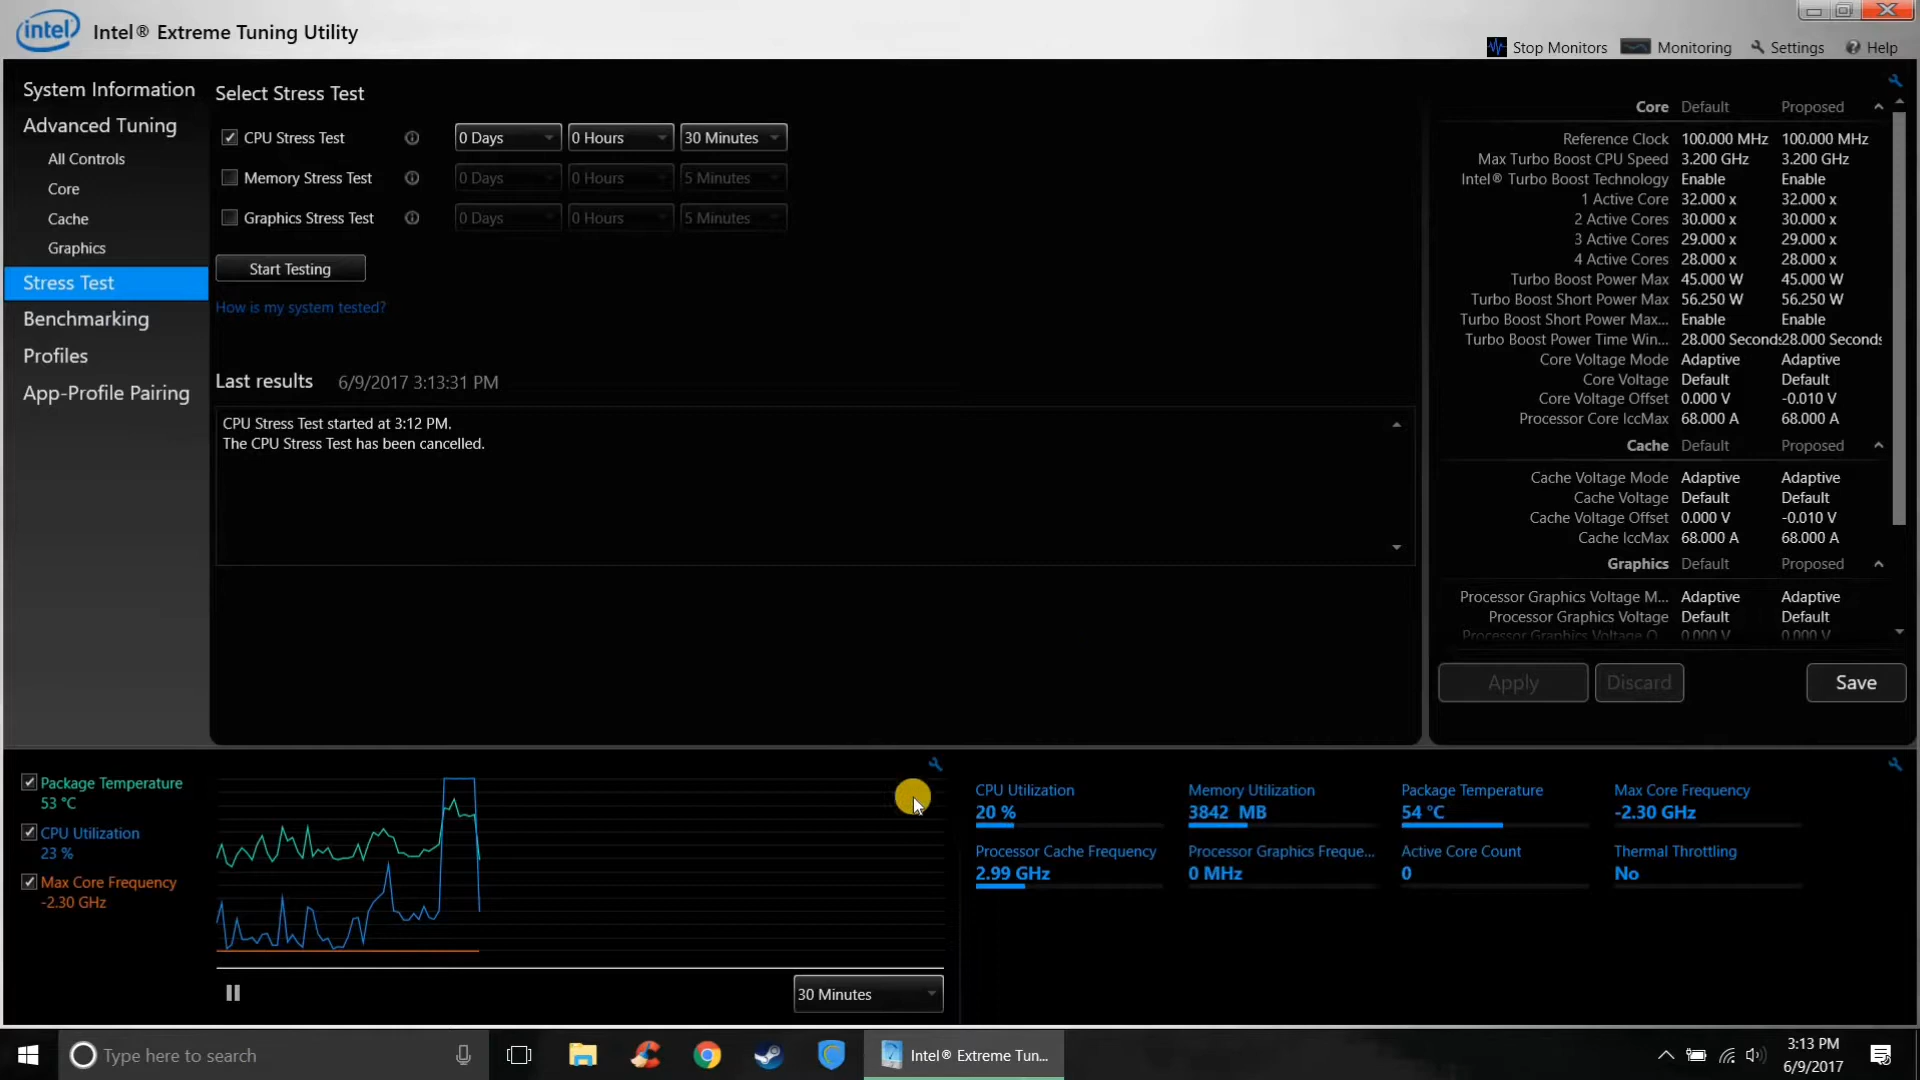 intel
Intel® Extreme Tuning Utility
Stop Monitors
Monitoring
Settings
Help
System Information
Advanced Tuning
All Controls
Core
Cache
Graphics
Stress Test
Benchmarking
Profiles
App-Profile Pairing
Select Stress Test
CPU Stress Test 0 Days 0 Hours 30 Minutes
Memory Stress Test 0 Days 0 Hours 5 Minutes
Graphics Stress Test 0 Days 0 Hours 5 Minutes
Start Testing
How is my system tested?
Last results 6/9/2017 3:13:31 PM
CPU Stress Test started at 3:12 PM.
The CPU Stress Test has been cancelled.
Core Default Proposed
Reference Clock 100.000 MHz 100.000 MHz
Max Turbo Boost CPU Speed 3.200 GHz 3.200 GHz
Intel® Turbo Boost Technology Enable Enable
1 Active Core 32.000 x 32.000 x
2 Active Cores 30.000 x 30.000 x
3 Active Cores 29.000 x 29.000 x
4 Active Cores 28.000 x 28.000 x
Turbo Boost Power Max 45.000 W 45.000 W
Turbo Boost Short Power Max 56.250 W 56.250 W
Turbo Boost Short Power Max... Enable Enable
Turbo Boost Power Time Win... 28.000 Seconds 28.000 Seconds
Core Voltage Mode Adaptive Adaptive
Core Voltage Default Default
Core Voltage Offset 0.000 V -0.010 V
Processor Core IccMax 68.000 A 68.000 A
Cache Default Proposed
Cache Voltage Mode Adaptive Adaptive
Cache Voltage Default Default
Cache Voltage Offset 0.000 V -0.010 V
Cache IccMax 68.000 A 68.000 A
Graphics Default Proposed
Processor Graphics Voltage M... Adaptive Adaptive
Processor Graphics Voltage Default Default
Processor Graphics Voltage O... 0.000 V 0.000 V
Apply
Discard
Save
Package Temperature
53 °C
CPU Utilization
23 %
Max Core Frequency
-2.30 GHz
30 Minutes
CPU Utilization
20 %
Memory Utilization
3842 MB
Package Temperature
54 °C
Max Core Frequency
-2.30 GHz
Processor Cache Frequency
2.99 GHz
Processor Graphics Freque...
0 MHz
Active Core Count
0
Thermal Throttling
No
Type here to search
Intel® Extreme Tun...
3:13 PM
6/9/2017